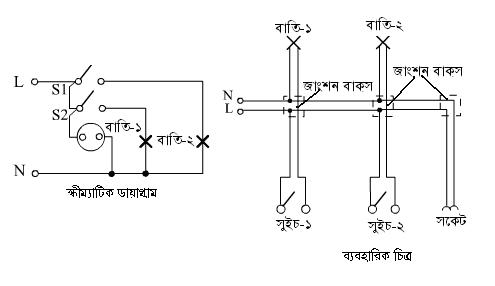 L
S1
S2
বাতি-১
বাতি-২
N
স্কীম্যাটিক ডায়াগ্রাম
বাতি-১
বাতি-২
জাংশন বাকস
জাংশন বাকস
N
L
সুইচ-১
সুইচ-২
সকেট
ব্যবহারিক চিত্র